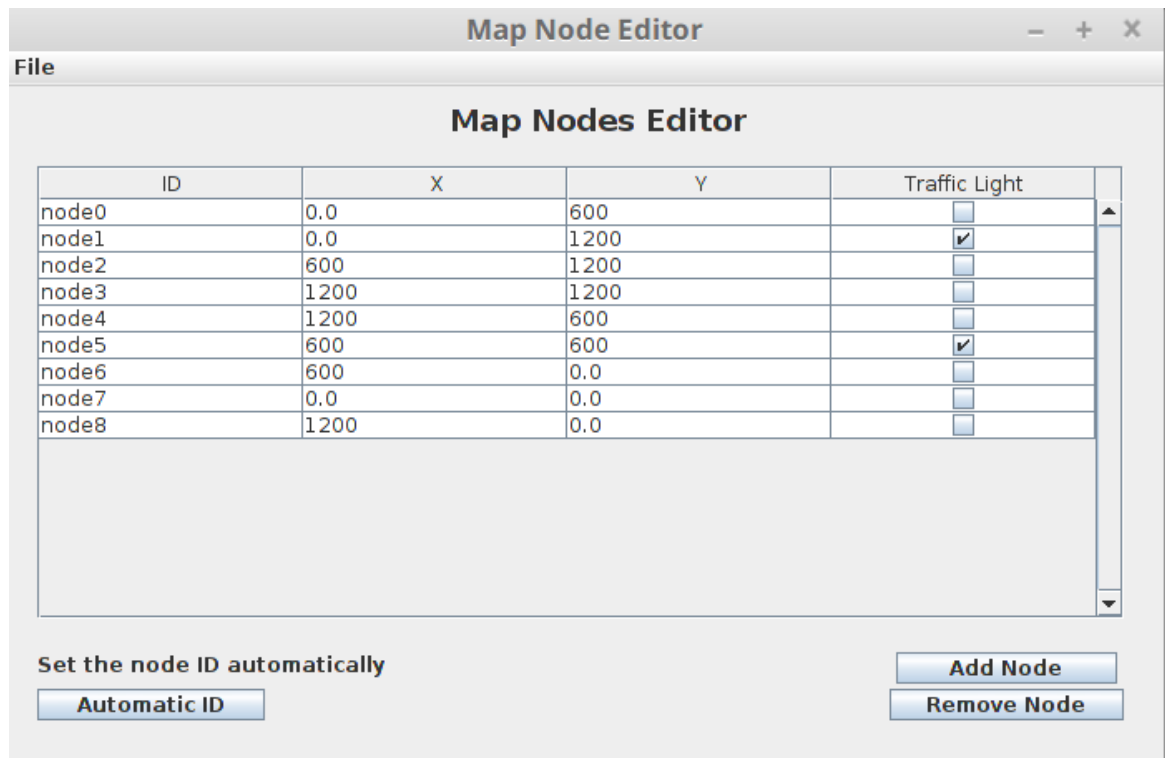 Map Node Editor
File
Map Nodes Editor
ID X Y Traffic Light
node0 0.0 600
node1 0.0 1200
node2 600 1200
node3 1200 1200
node4 1200 600
node5 600 600
node6 600 0.0
node7 0.0 0.0
node8 1200 0.0
Set the node ID automatically
Add Node
Automatic ID
Remove Node